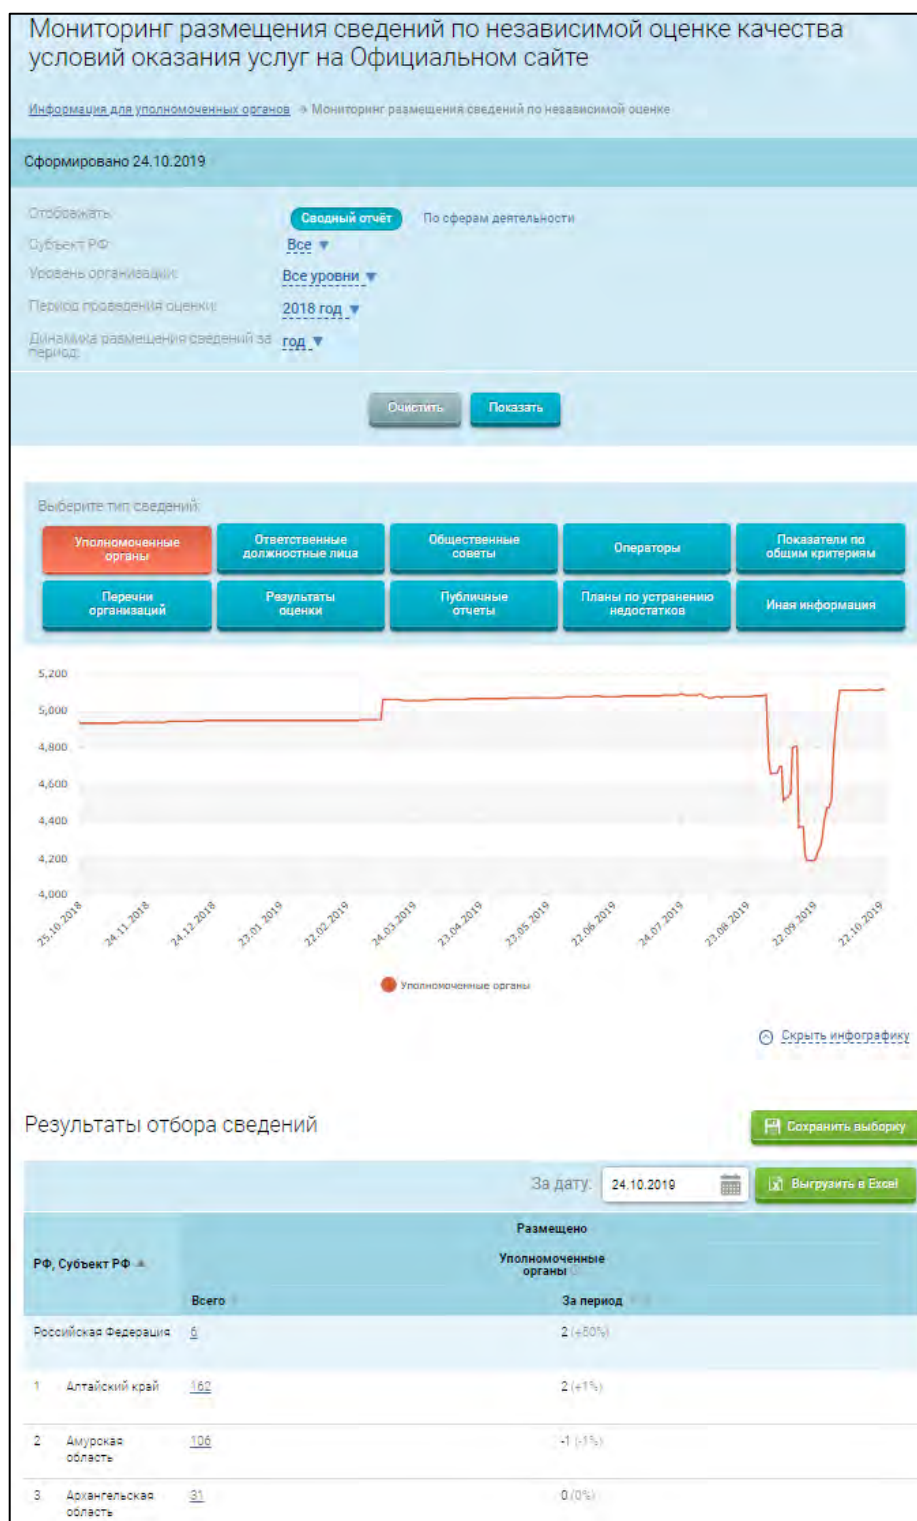 Мониторинг размещения сведений по независимой оценке качества
условий оказания услуг на Официальном сайте
Информация для уполномоченных органов → Мониторинг размещения сведений по независимой оценке
Сформировано 24.10.2019
Отображать: Сводный отчёт По сферам деятельности
Субъект РФ Все
Уровень организации: Все уровни
Период проведения оценки: 2018 год
Динамика размещения сведений за
период: год
Очистить Показать
Выберите тип сведений:
Уполномоченные
органы
Ответственные
должностные лица
Общественные
советы
Операторы
Показатели по
общим критериям
Перечни
организаций
Результаты
оценки
Публичные
отчеты
Планы по устранению
недостатков
Иная информация
5,200
5,000
4,800
4,600
4,400
4,200
4,000
25.10.2018 24.11.2018 24.12.2018 23.01.2019 22.02.2019 24.03.2019 23.04.2019 23.05.2019 22.06.2019 24.07.2019 23.08.2019 22.09.2019 22.10.2019
Уполномоченные органы
Скрыть инфографику
Результаты отбора сведений Сохранить выборку
За дату: 24.10.2019 Выгрузить в Excel
Размещено
РФ, Субъект РФ
Уполномоченные
органы
Всего За период
Российская Федерация 6 2 (+50%)
1 Алтайский край 162 2 (+1%)
2 Амурская
область 106 -1 (-1%)
3 Архангельская
область 31 0 (0%)